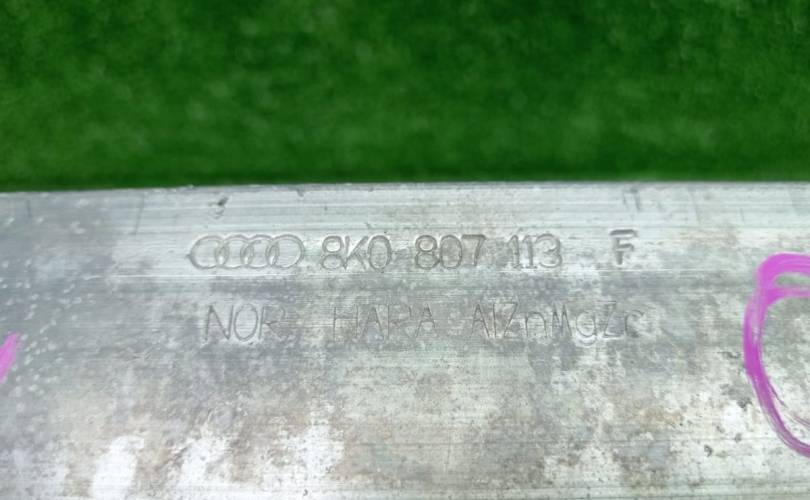 8K0 807 113 F
NOR HARA AlZnMgZr